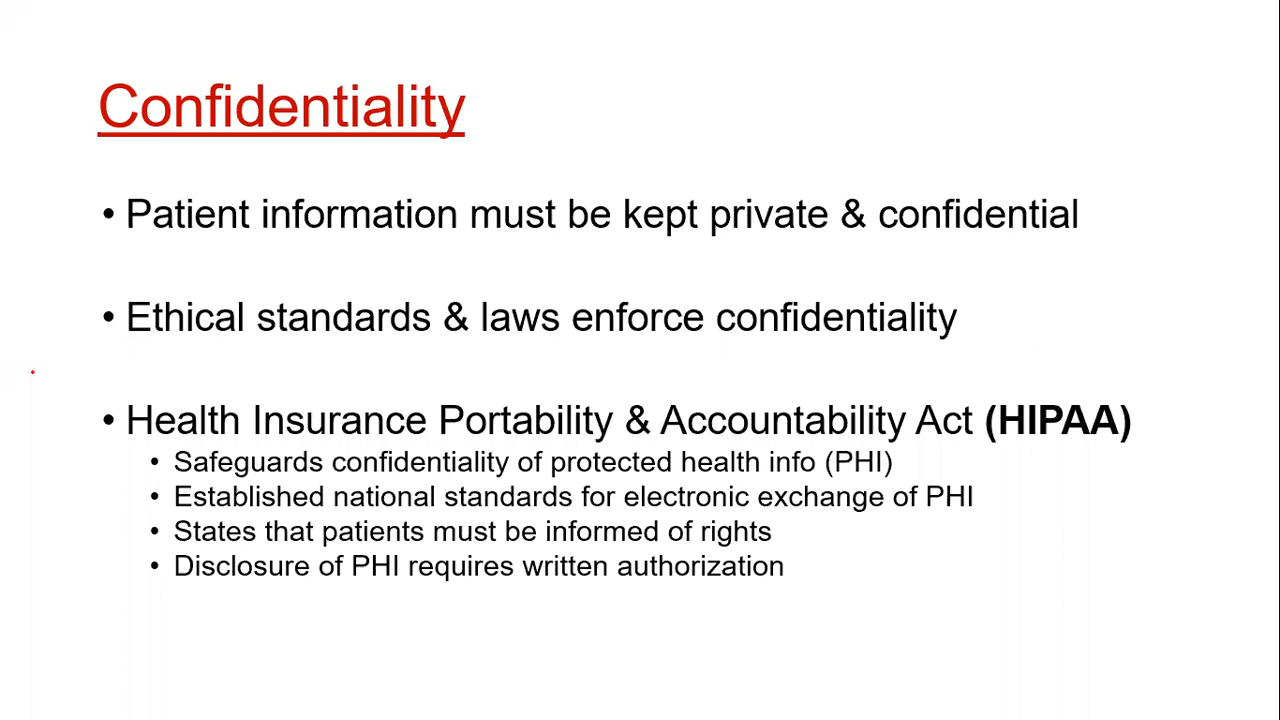 Confidentiality
• Patient information must be kept private & confidential
• Ethical standards & laws enforce confidentiality
• Health Insurance Portability & Accountability Act (HIPAA)
• Safeguards confidentiality of protected health info (PHI)
• Established national standards for electronic exchange of PHI
• States that patients must be informed of rights
• Disclosure of PHI requires written authorization